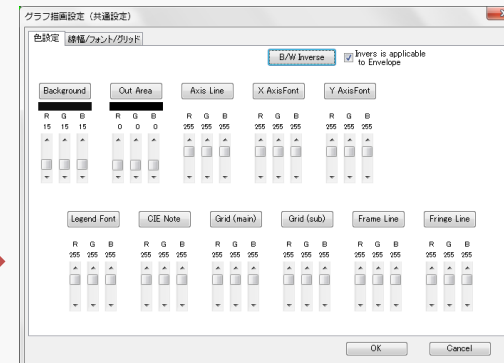 グラフ描画設定（共通設定）
色設定 線幅/フォント/グリッド
B/W Inverse Invers is applicable
to Envelope
Background Out Area Axis Line X AxisFont Y AxisFont
R G B R G B R G B R G B R G B
15 15 15 0 0 0 255 255 255 255 255 255 255 255 255
Legend Font CIE Note Grid (main) Grid (sub) Frame Line Fringe Line
R G B R G B R G B R G B R G B R G B
255 255 255 255 255 255 255 255 255 255 255 255 255 255 255 255 255 255
OK Cancel